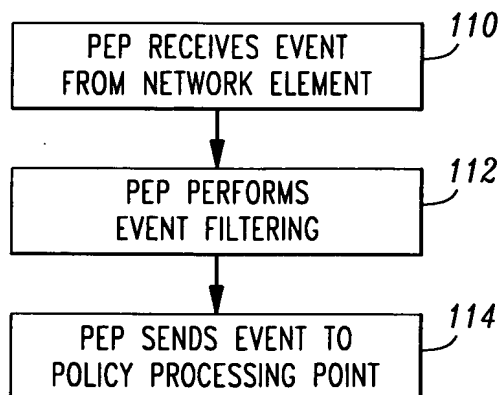 110
PEP RECEIVES EVENT
FROM NETWORK ELEMENT
112
PEP PERFORMS
EVENT FILTERING
114
PEP SENDS EVENT TO
POLICY PROCESSING POINT